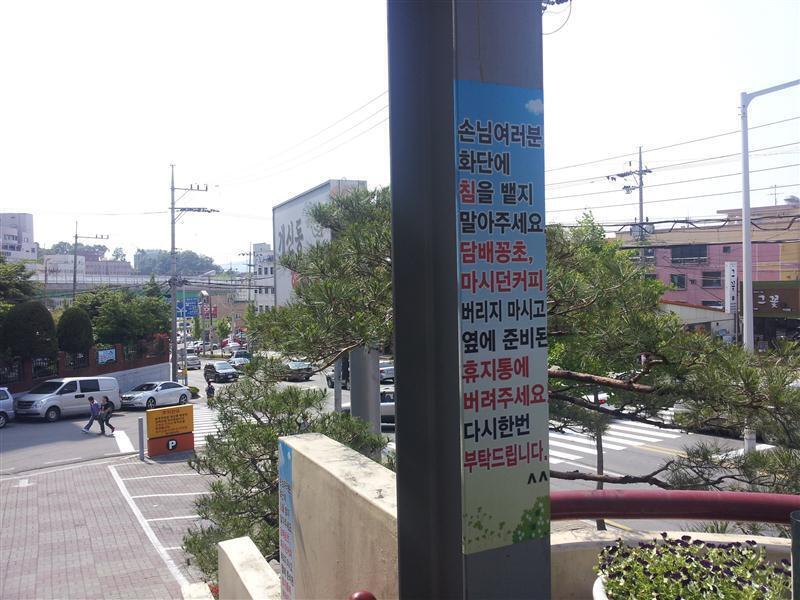 손님여러분
화단에
침을 뱉지
말아주세요
담배꽁초,
마시던커피
버리지 마시고
옆에 준비된
휴지통에
버려주세요
다시한번
부탁드립니다.
^^
P
그 꽃